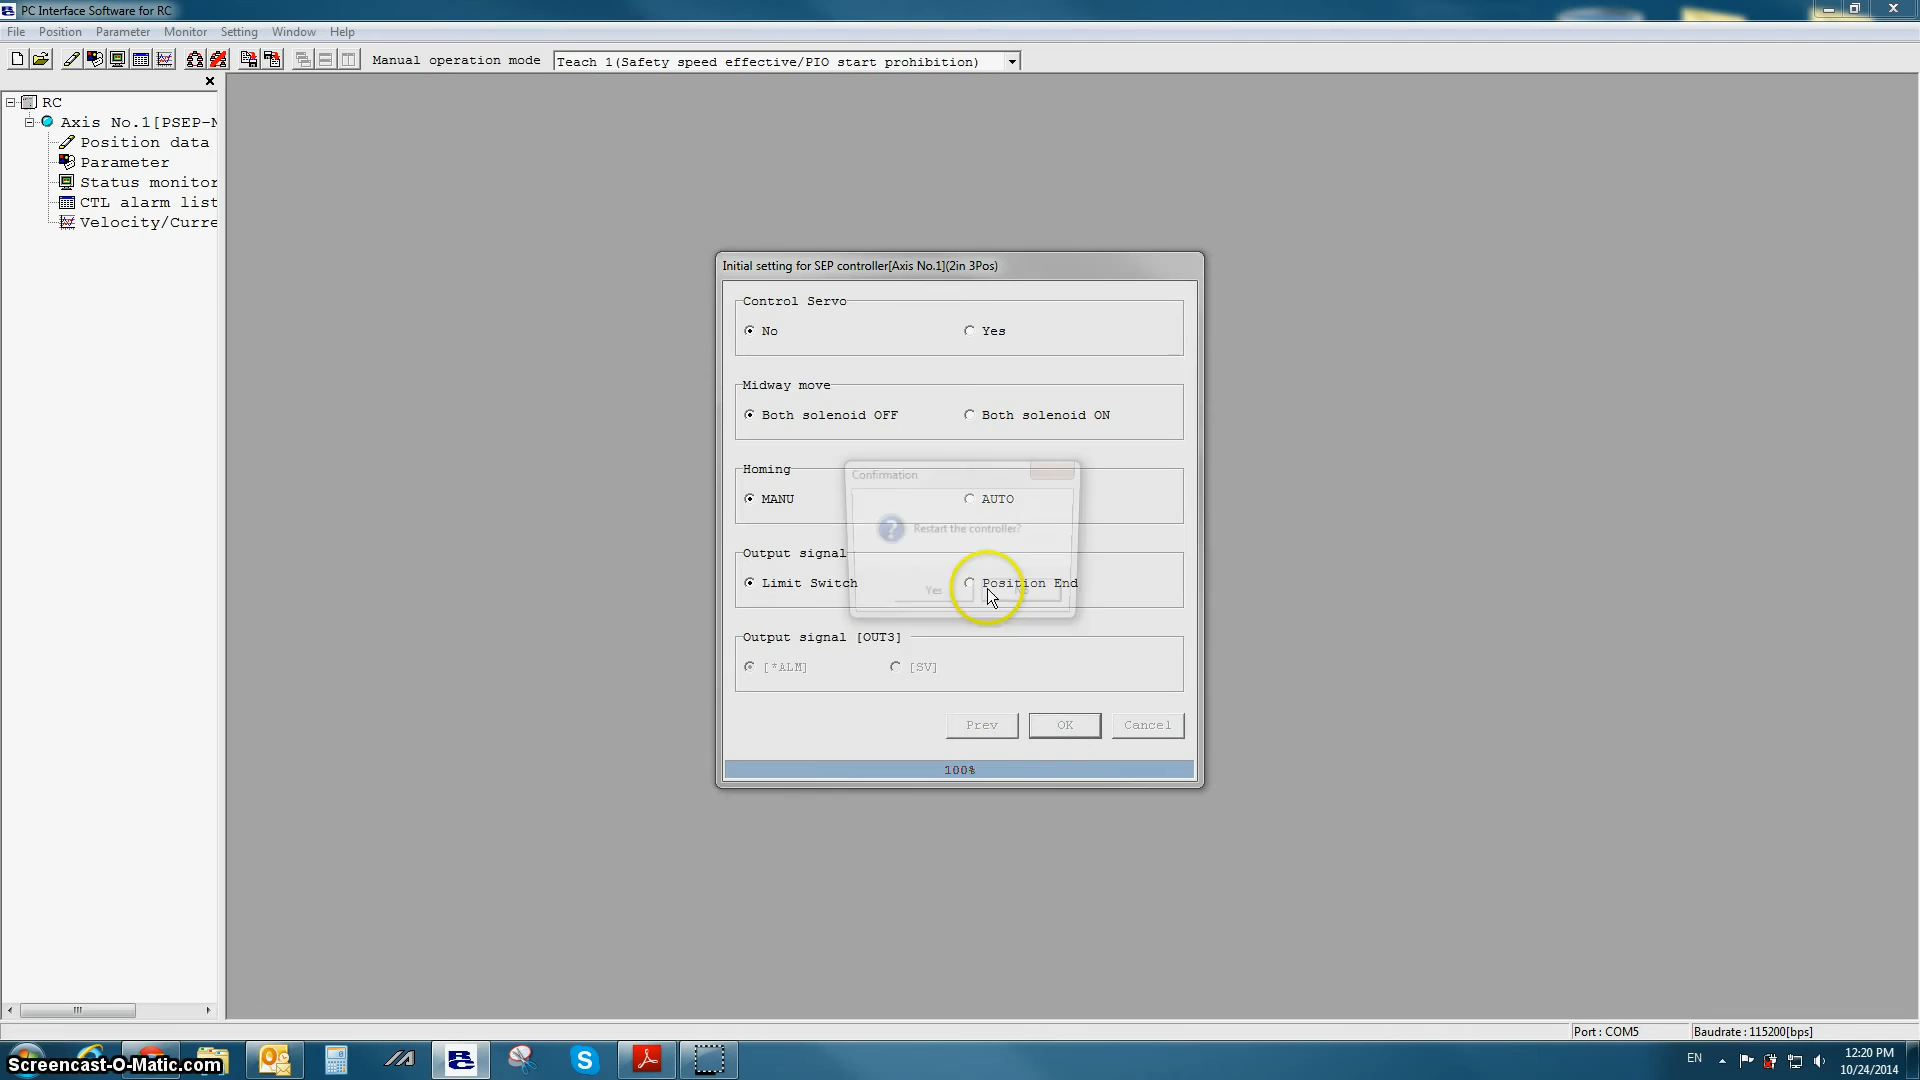 PC Interface Software for RC
File Position Parameter Monitor Setting Window Help
Manual operation mode Teach 1(Safety speed effective/PIO start prohibition)
RC
Axis No.1[PSEP-
Position data
Parameter
Status monitor
CTL alarm list
Velocity/Curre
Initial setting for SEP controller[Axis No.1](2in 3Pos)
Control Servo
No Yes
Midway move
Both solenoid OFF Both solenoid ON
Homing
Confirmation
MANU AUTO
Restart the controller?
Output signal
Limit Switch Position End
Yes
Output signal [OUT3]
[*ALM] [SV]
Prev OK Cancel
100%
Port : COM5 Baudrate : 115200[bps]
Screencast-O-Matic.com
EN
12:20 PM
10/24/2014